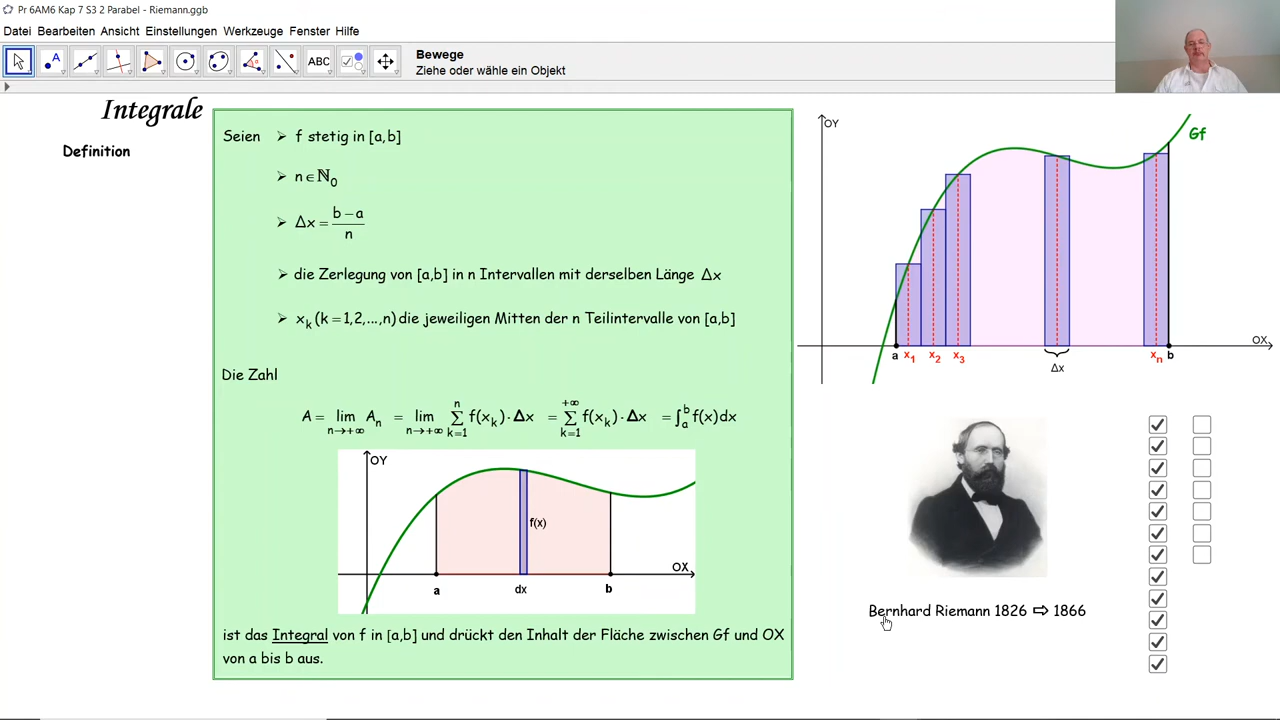 Pr 6AM6 Kap 7 S3 2 Parabel - Riemann.ggb
Datei Bearbeiten Ansicht Einstellungen Werkzeuge Fenster Hilfe
A
ABC
Bewege
Ziehe oder wähle ein Objekt
Integrale
Definition
Seien ➢ f stetig in [a,b]
➢ n∈ℕ₀
➢ Δx = (b−a)/n
➢ die Zerlegung von [a,b] in n Intervallen mit derselben Länge Δx
➢ xₖ (k=1,2,...,n) die jeweiligen Mitten der n Teilintervalle von [a,b]
Die Zahl
A = lim n→+∞ Aₙ = lim n→+∞ ∑ k=1 n f(xₖ)·Δx = ∑ k=1 +∞ f(xₖ)·Δx = ∫ₐᵇ f(x)dx
OY
f(x)
OX
a dx b
ist das Integral von f in [a,b] und drückt den Inhalt der Fläche zwischen Gf und OX
von a bis b aus.
OY
Gf
OX
a x₁ x₂ x₃ xₙ b
Δx
Bernhard Riemann 1826 ⇨ 1866